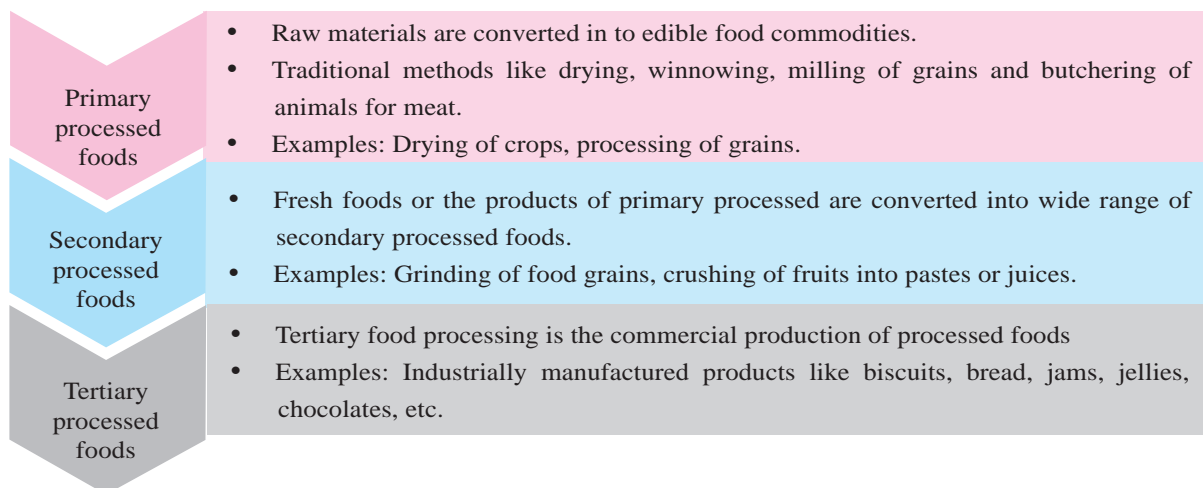 Primary
processed
foods
• Raw materials are converted in to edible food commodities.
• Traditional methods like drying, winnowing, milling of grains and butchering of
animals for meat.
• Examples: Drying of crops, processing of grains.
Secondary
processed
foods
• Fresh foods or the products of primary processed are converted into wide range of
secondary processed foods.
• Examples: Grinding of food grains, crushing of fruits into pastes or juices.
Tertiary
processed
foods
• Tertiary food processing is the commercial production of processed foods
• Examples: Industrially manufactured products like biscuits, bread, jams, jellies,
chocolates, etc.